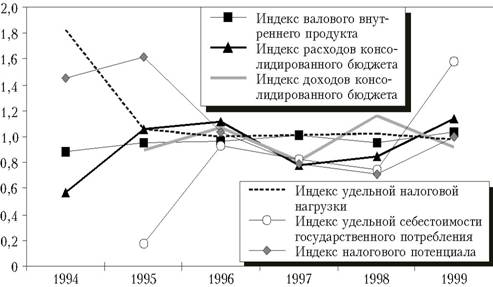 2,0
1,8
1,6
1,4
1,2
1,0
0,8
0,6
0,4
0,2
0
Индекс валового внут-
реннего продукта
Индекс расходов консо-
лидированного бюджета
Индекс доходов консо-
лидированного бюджета
Индекс удельной налоговой
нагрузки
Индекс удельной себестоимости
государственного потребления
Индекс налогового потенциала
1994 1995 1996 1997 1998 1999